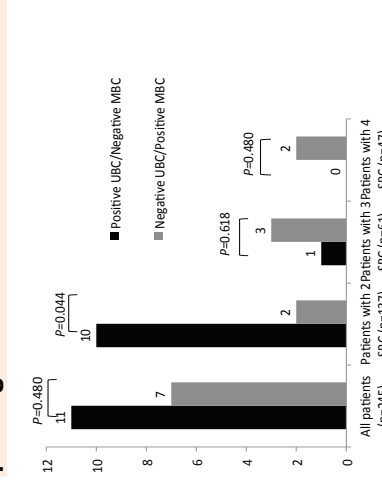 P=0.480
P=0.044
P=0.618
P=0.480
11
7
10
2
1
3
0
2
Positive UBC/Negative MBC
Negative UBC/Positive MBC
12
10
8
6
4
2
0
All patients
Patients with 2
Patients with 3
Patients with 4